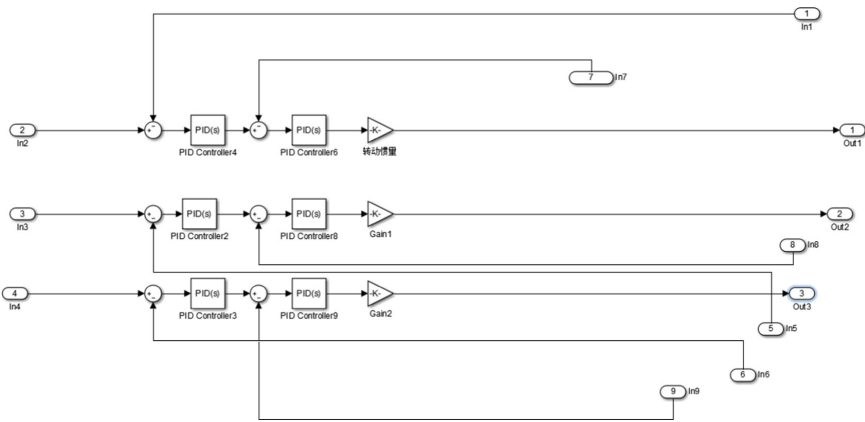 1
In1
7 In7
2 PID(s) PID(s) -K- 1
In2 PID Controller4 PID Controller6 转动惯量 Out1
3 PID(s) PID(s) -K- 2
In3 PID Controller2 PID Controller8 Gain1 Out2
8 In8
4 PID(s) PID(s) -K- 3
In4 PID Controller3 PID Controller9 Gain2 Out3
5 In5
6 In6
9 In9